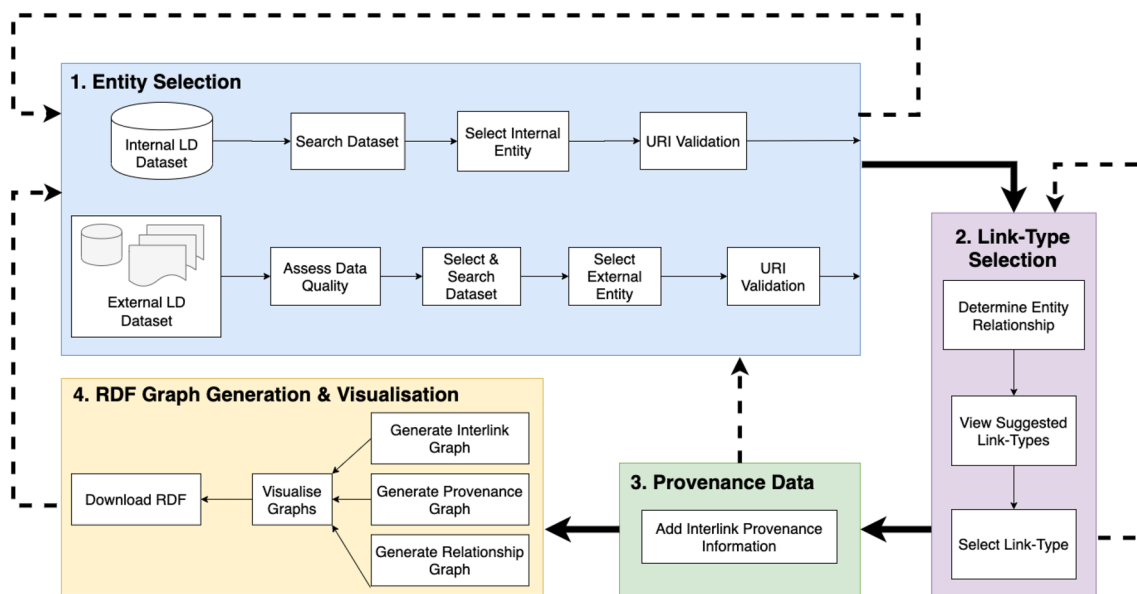 1. Entity Selection
Internal LD
Dataset
Search Dataset
Select Internal
Entity
URI Validation
External LD
Dataset
Assess Data
Quality
Select &
Search
Dataset
Select
External
Entity
URI
Validation
2. Link-Type
Selection
Determine Entity
Relationship
View Suggested
Link-Types
Select Link-Type
3. Provenance Data
Add Interlink Provenance
Information
4. RDF Graph Generation & Visualisation
Generate Interlink
Graph
Generate Provenance
Graph
Generate Relationship
Graph
Visualise
Graphs
Download RDF